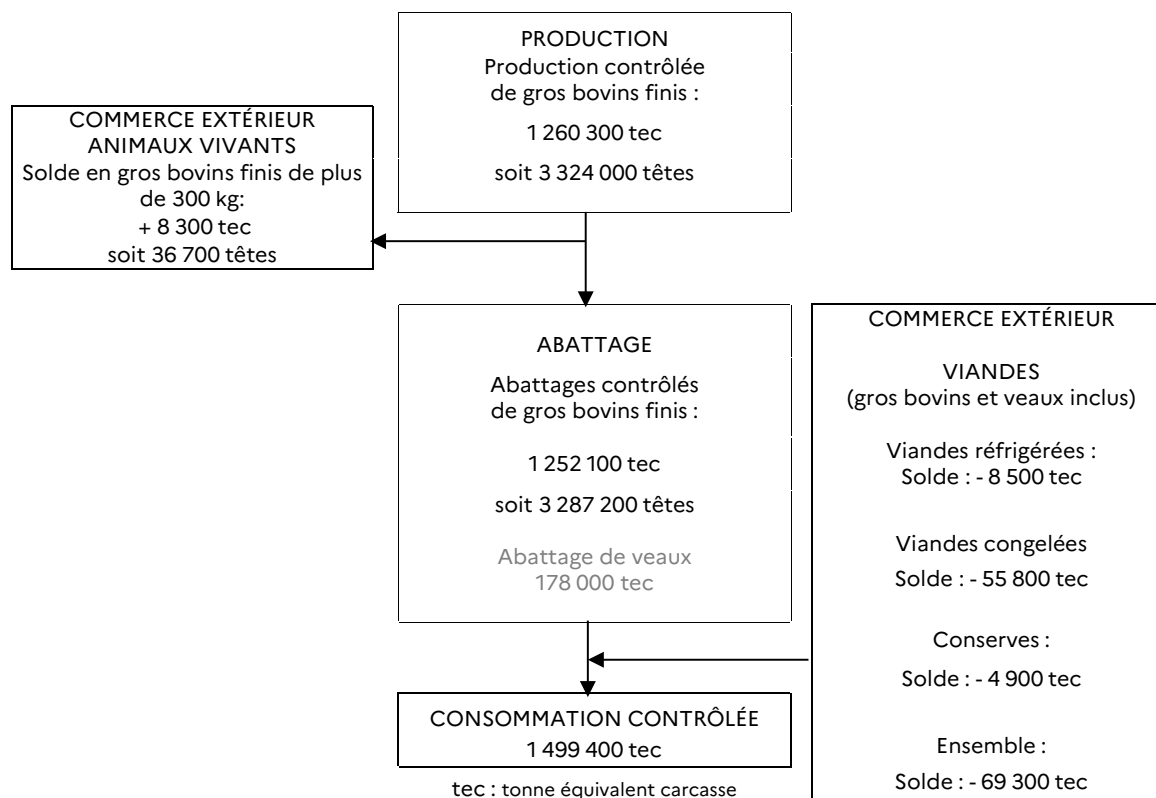 PRODUCTION
Production contrôlée
de gros bovins finis :
1 260 300 tec
soit 3 324 000 têtes
COMMERCE EXTÉRIEUR
ANIMAUX VIVANTS
Solde en gros bovins finis de plus
de 300 kg:
+ 8 300 tec
soit 36 700 têtes
ABATTAGE
Abattages contrôlés
de gros bovins finis :
1 252 100 tec
soit 3 287 200 têtes
Abattage de veaux
178 000 tec
COMMERCE EXTÉRIEUR
VIANDES
(gros bovins et veaux inclus)
Viandes réfrigérées :
Solde : - 8 500 tec
Viandes congelées
Solde : - 55 800 tec
Conserves :
Solde : - 4 900 tec
Ensemble :
Solde : - 69 300 tec
CONSOMMATION CONTRÔLÉE
1 499 400 tec
tec : tonne équivalent carcasse